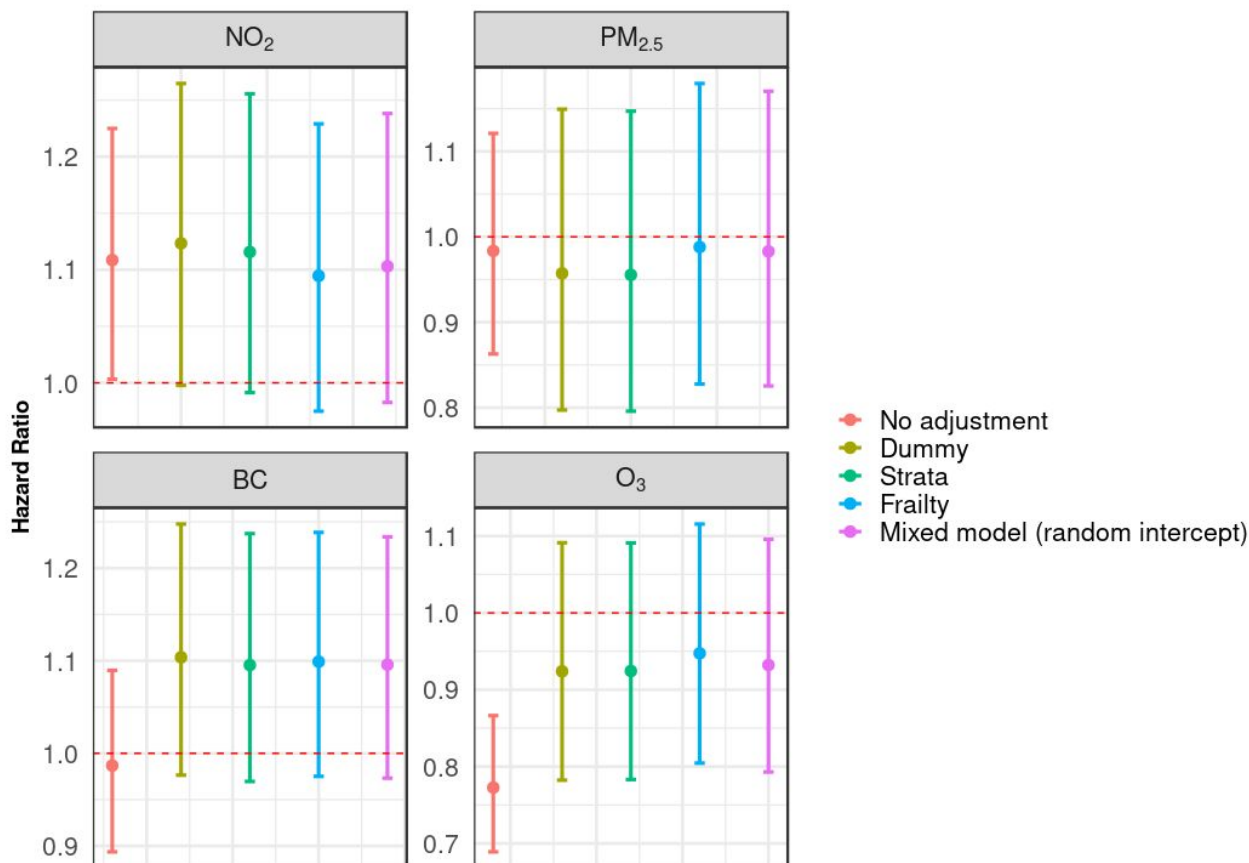 NO₂
PM₂.₅
1.2
1.1
1.0
1.1
1.0
0.9
0.8
Hazard Ratio
BC
O₃
1.2
1.1
1.0
0.9
1.1
1.0
0.9
0.8
0.7
No adjustment
Dummy
Strata
Frailty
Mixed model (random intercept)